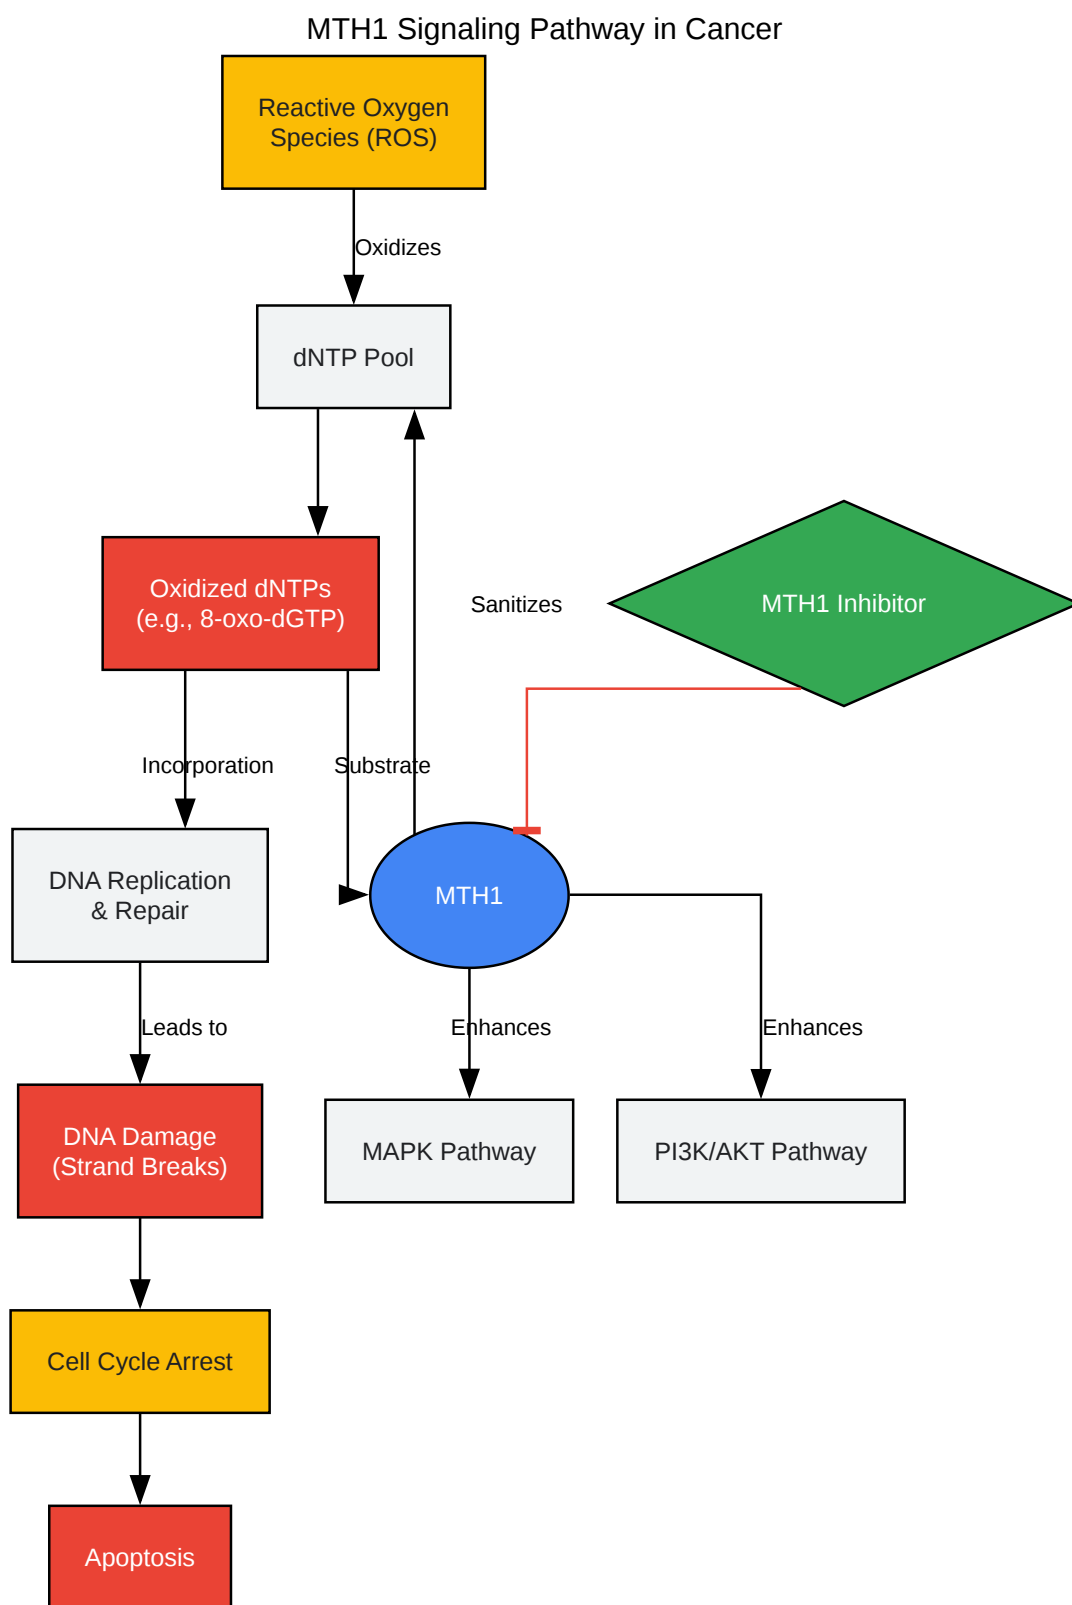 MTH1 Signaling Pathway in Cancer
Reactive Oxygen
Species (ROS)
Oxidizes
dNTP Pool
Oxidized dNTPs
(e.g., 8-oxo-dGTP)
Sanitizes
MTH1 Inhibitor
Incorporation
Substrate
DNA Replication
& Repair
MTH1
Leads to
Enhances
Enhances
DNA Damage
(Strand Breaks)
MAPK Pathway
PI3K/AKT Pathway
Cell Cycle Arrest
Apoptosis